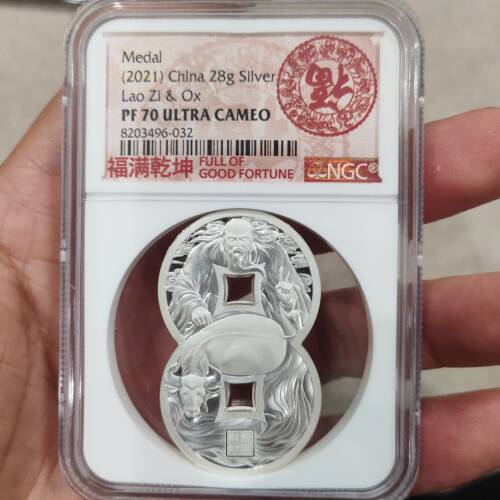 Medal
(2021) China 28g Silver
Lao Zi & Ox
PF 70 ULTRA CAMEO
8203496-032
福满乾坤 FULL OF
GOOD FORTUNE
NGC®
福